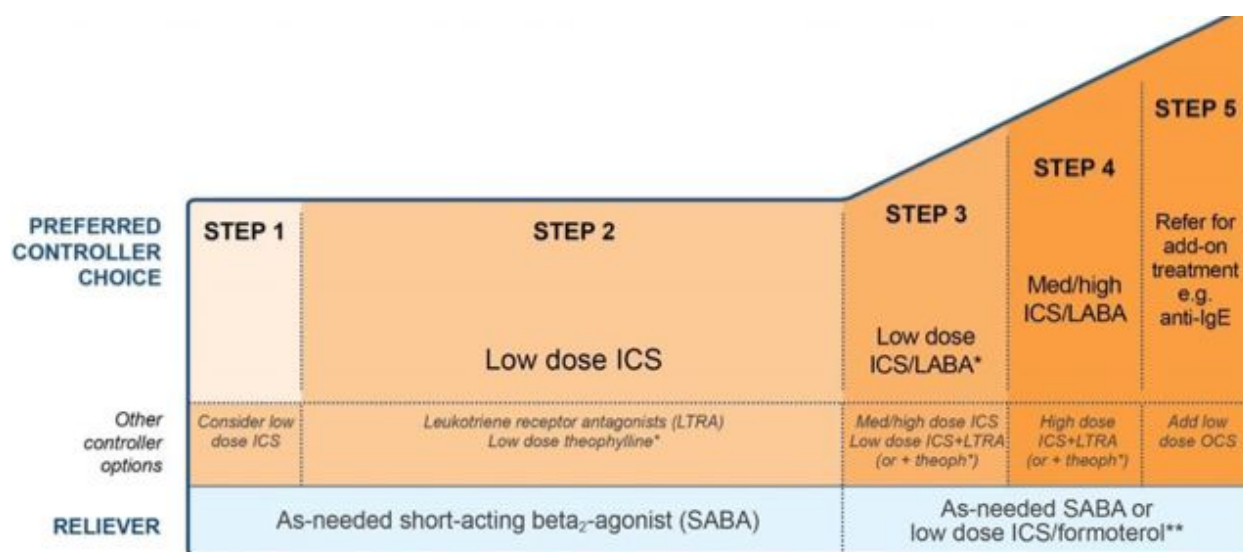 STEP 5
STEP 4
PREFERRED
CONTROLLER
CHOICE
STEP 1
STEP 2
STEP 3
Refer for
add-on
treatment
e.g.
anti-IgE
Med/high
ICS/LABA
Low dose ICS
Low dose
ICS/LABA*
Other
controller
options
Consider low
dose ICS
Leukotriene receptor antagonists (LTRA)
Low dose theophylline*
Med/high dose ICS
Low dose ICS+LTRA
(or + theoph*)
High dose
ICS+LTRA
(or + theoph*)
Add low
dose OCS
RELIEVER
As-needed short-acting beta₂-agonist (SABA)
As-needed SABA or
low dose ICS/formoterol**